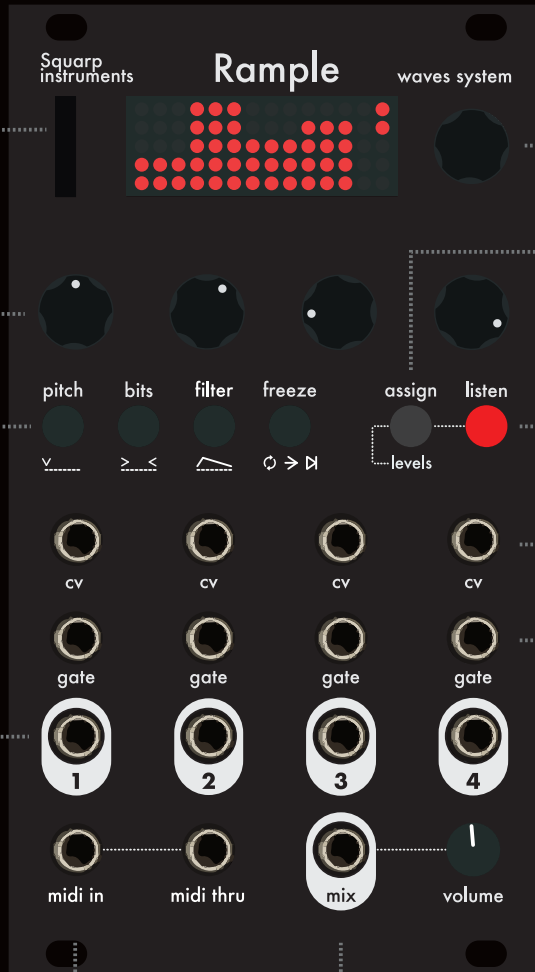 Squarp
instruments
Rample
waves system
pitch bits filter freeze assign listen
levels
cv cv cv cv
gate gate gate gate
1 2 3 4
midi in midi thru mix volume